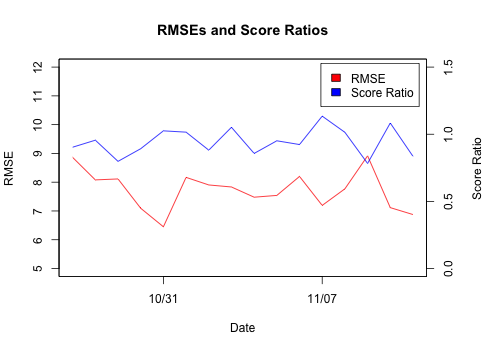 RMSEs and Score Ratios
RMSE
Score Ratio
12
11
10
9
8
7
6
5
RMSE
1.5
1.0
0.5
0.0
Score Ratio
10/31
11/07
Date